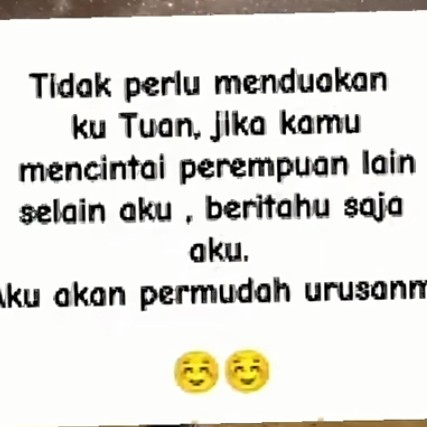 Tidak perlu menduakan
ku Tuan, jika kamu
mencintai perempuan lain
selain aku , beritahu saja
aku.
Aku akan permudah urusanm
☺️☺️